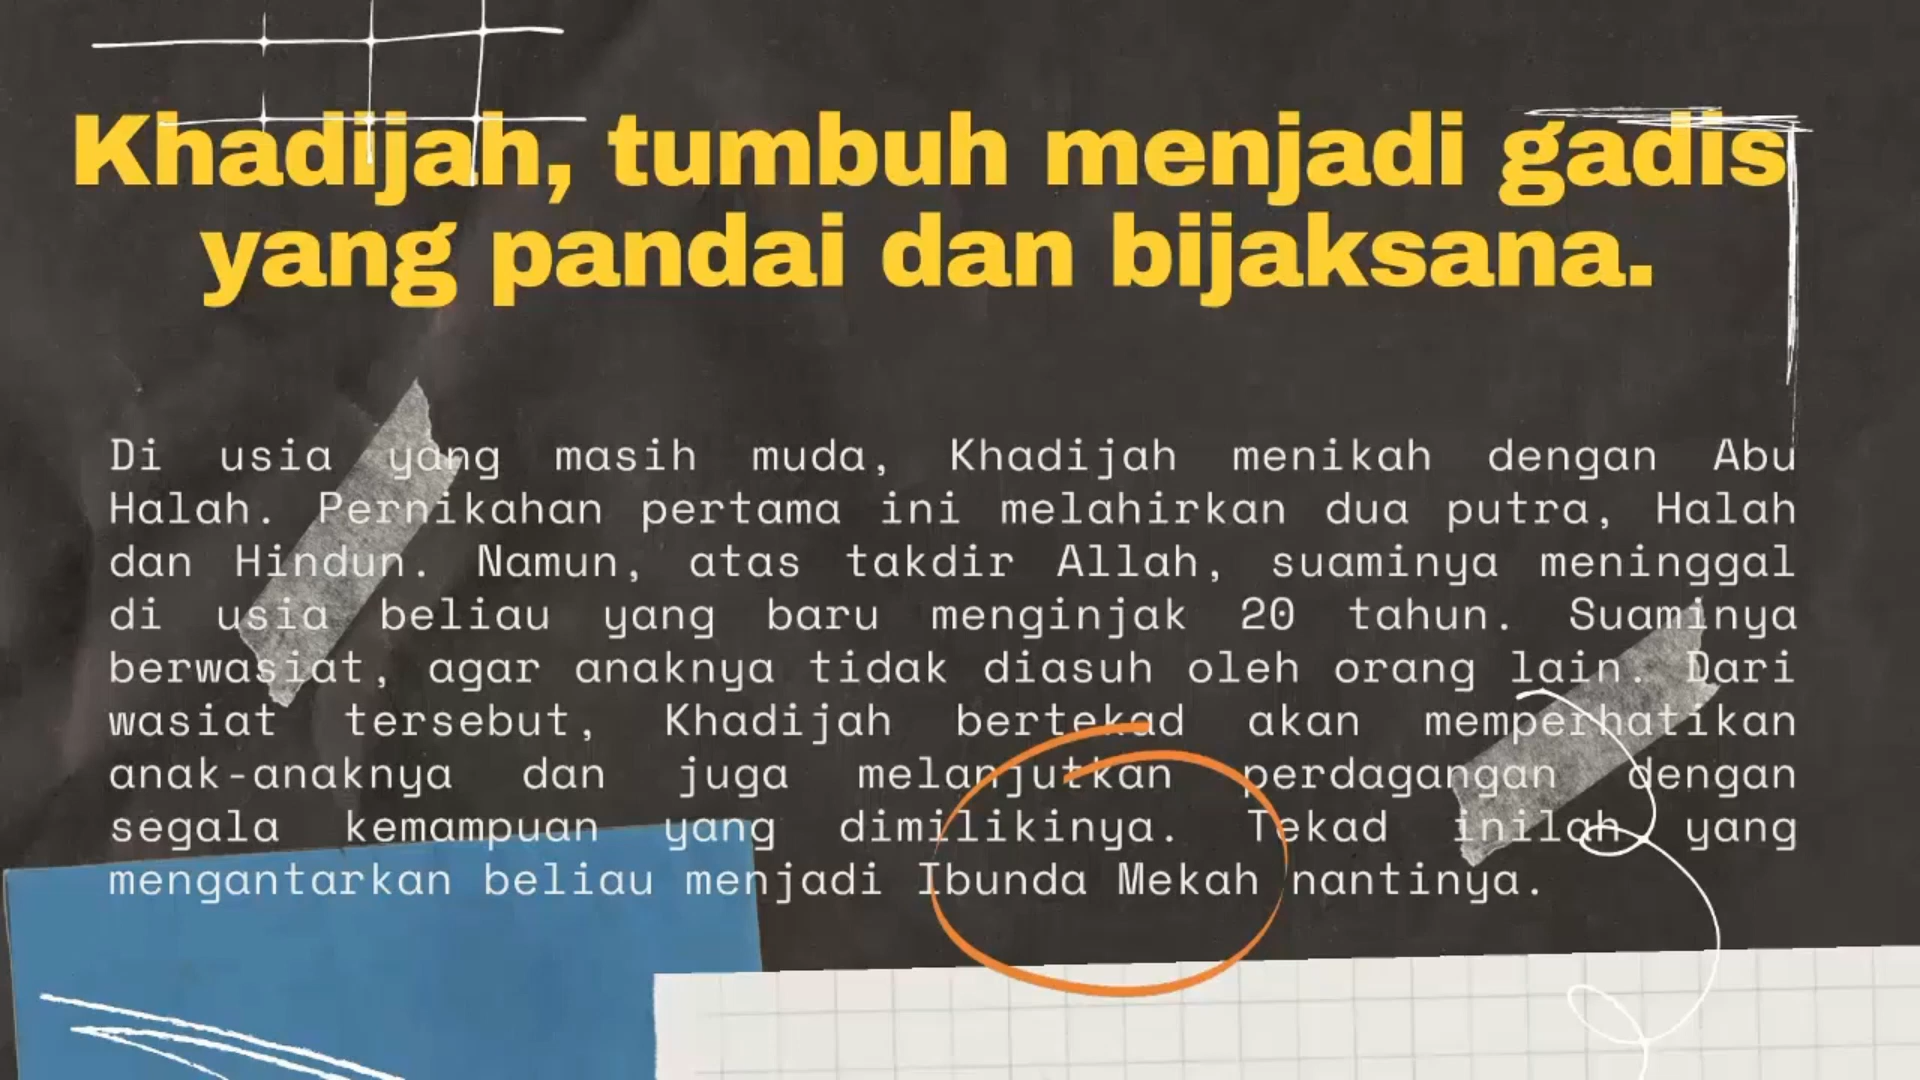 Khadijah, tumbuh menjadi gadis
yang pandai dan bijaksana.
Di usia yang masih muda, Khadijah menikah dengan Abu
Halah. Pernikahan pertama ini melahirkan dua putra, Halah
dan Hindun. Namun, atas takdir Allah, suaminya meninggal
di usia beliau yang baru menginjak 20 tahun. Suaminya
berwasiat, agar anaknya tidak diasuh oleh orang lain. Dari
wasiat tersebut, Khadijah bertekad akan memperhatikan
anak-anaknya dan juga melanjutkan perdagangan dengan
segala kemampuan yang dimilikinya. Tekad inilah yang
mengantarkan beliau menjadi Ibunda Mekah nantinya.